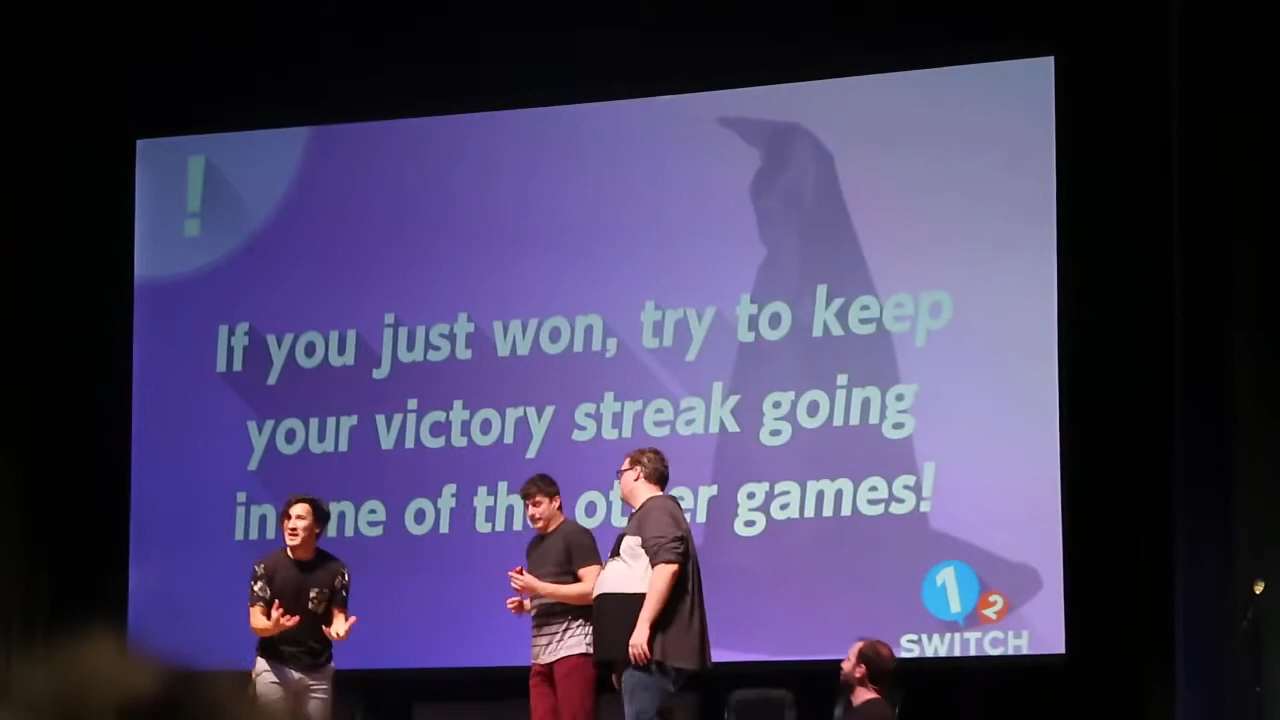 !
If you just won, try to keep
your victory streak going
in one of the other games!
1 2
SWITCH